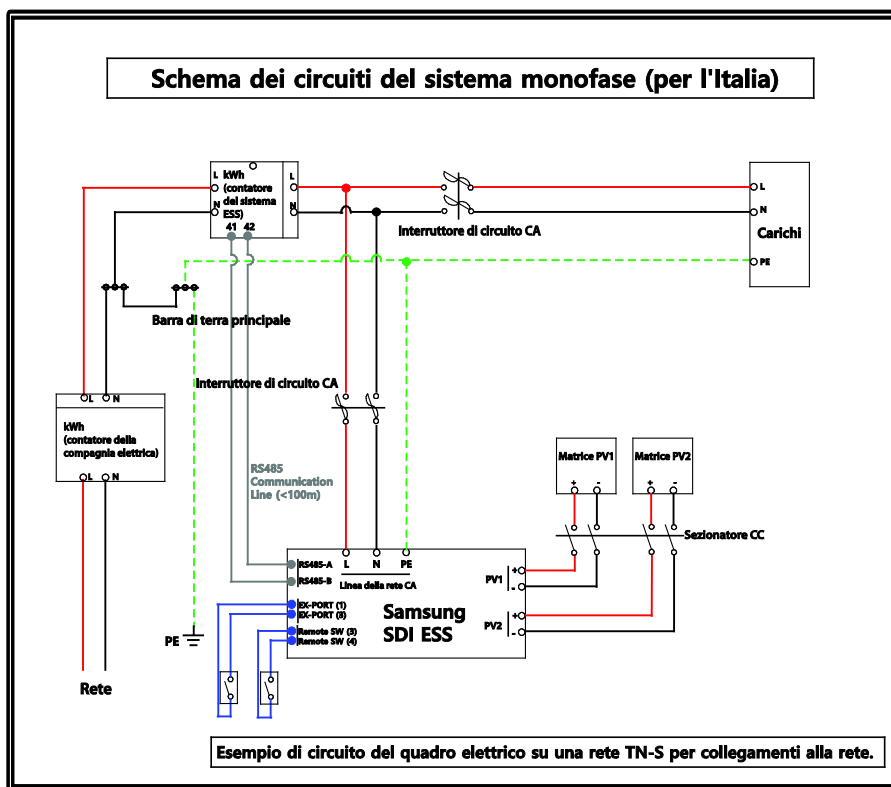 Schema dei circuiti del sistema monofase (per l'Italia)
L
kWh
(contatore
del sistema
ESS)
N
41 42
L
N
L
N
PE
Carichi
Interruttore di circuito CA
Barra di terra principale
Interruttore di circuito CA
L N
kWh
(contatore della
compagnia elettrica)
L N
RS485
Communication
Line (<100m)
Matrice PV1
+ -
Matrice PV2
+ -
Sezionatore CC
L N PE
Linea della rete CA
RS485-A
RS485-B
EX-PORT (1)
EX-PORT (8)
Remote SW (3)
Remote SW (4)
Samsung
SDI ESS
PV1
+
-
PV2
+
-
PE
Rete
Esempio di circuito del quadro elettrico su una rete TN-S per collegamenti alla rete.